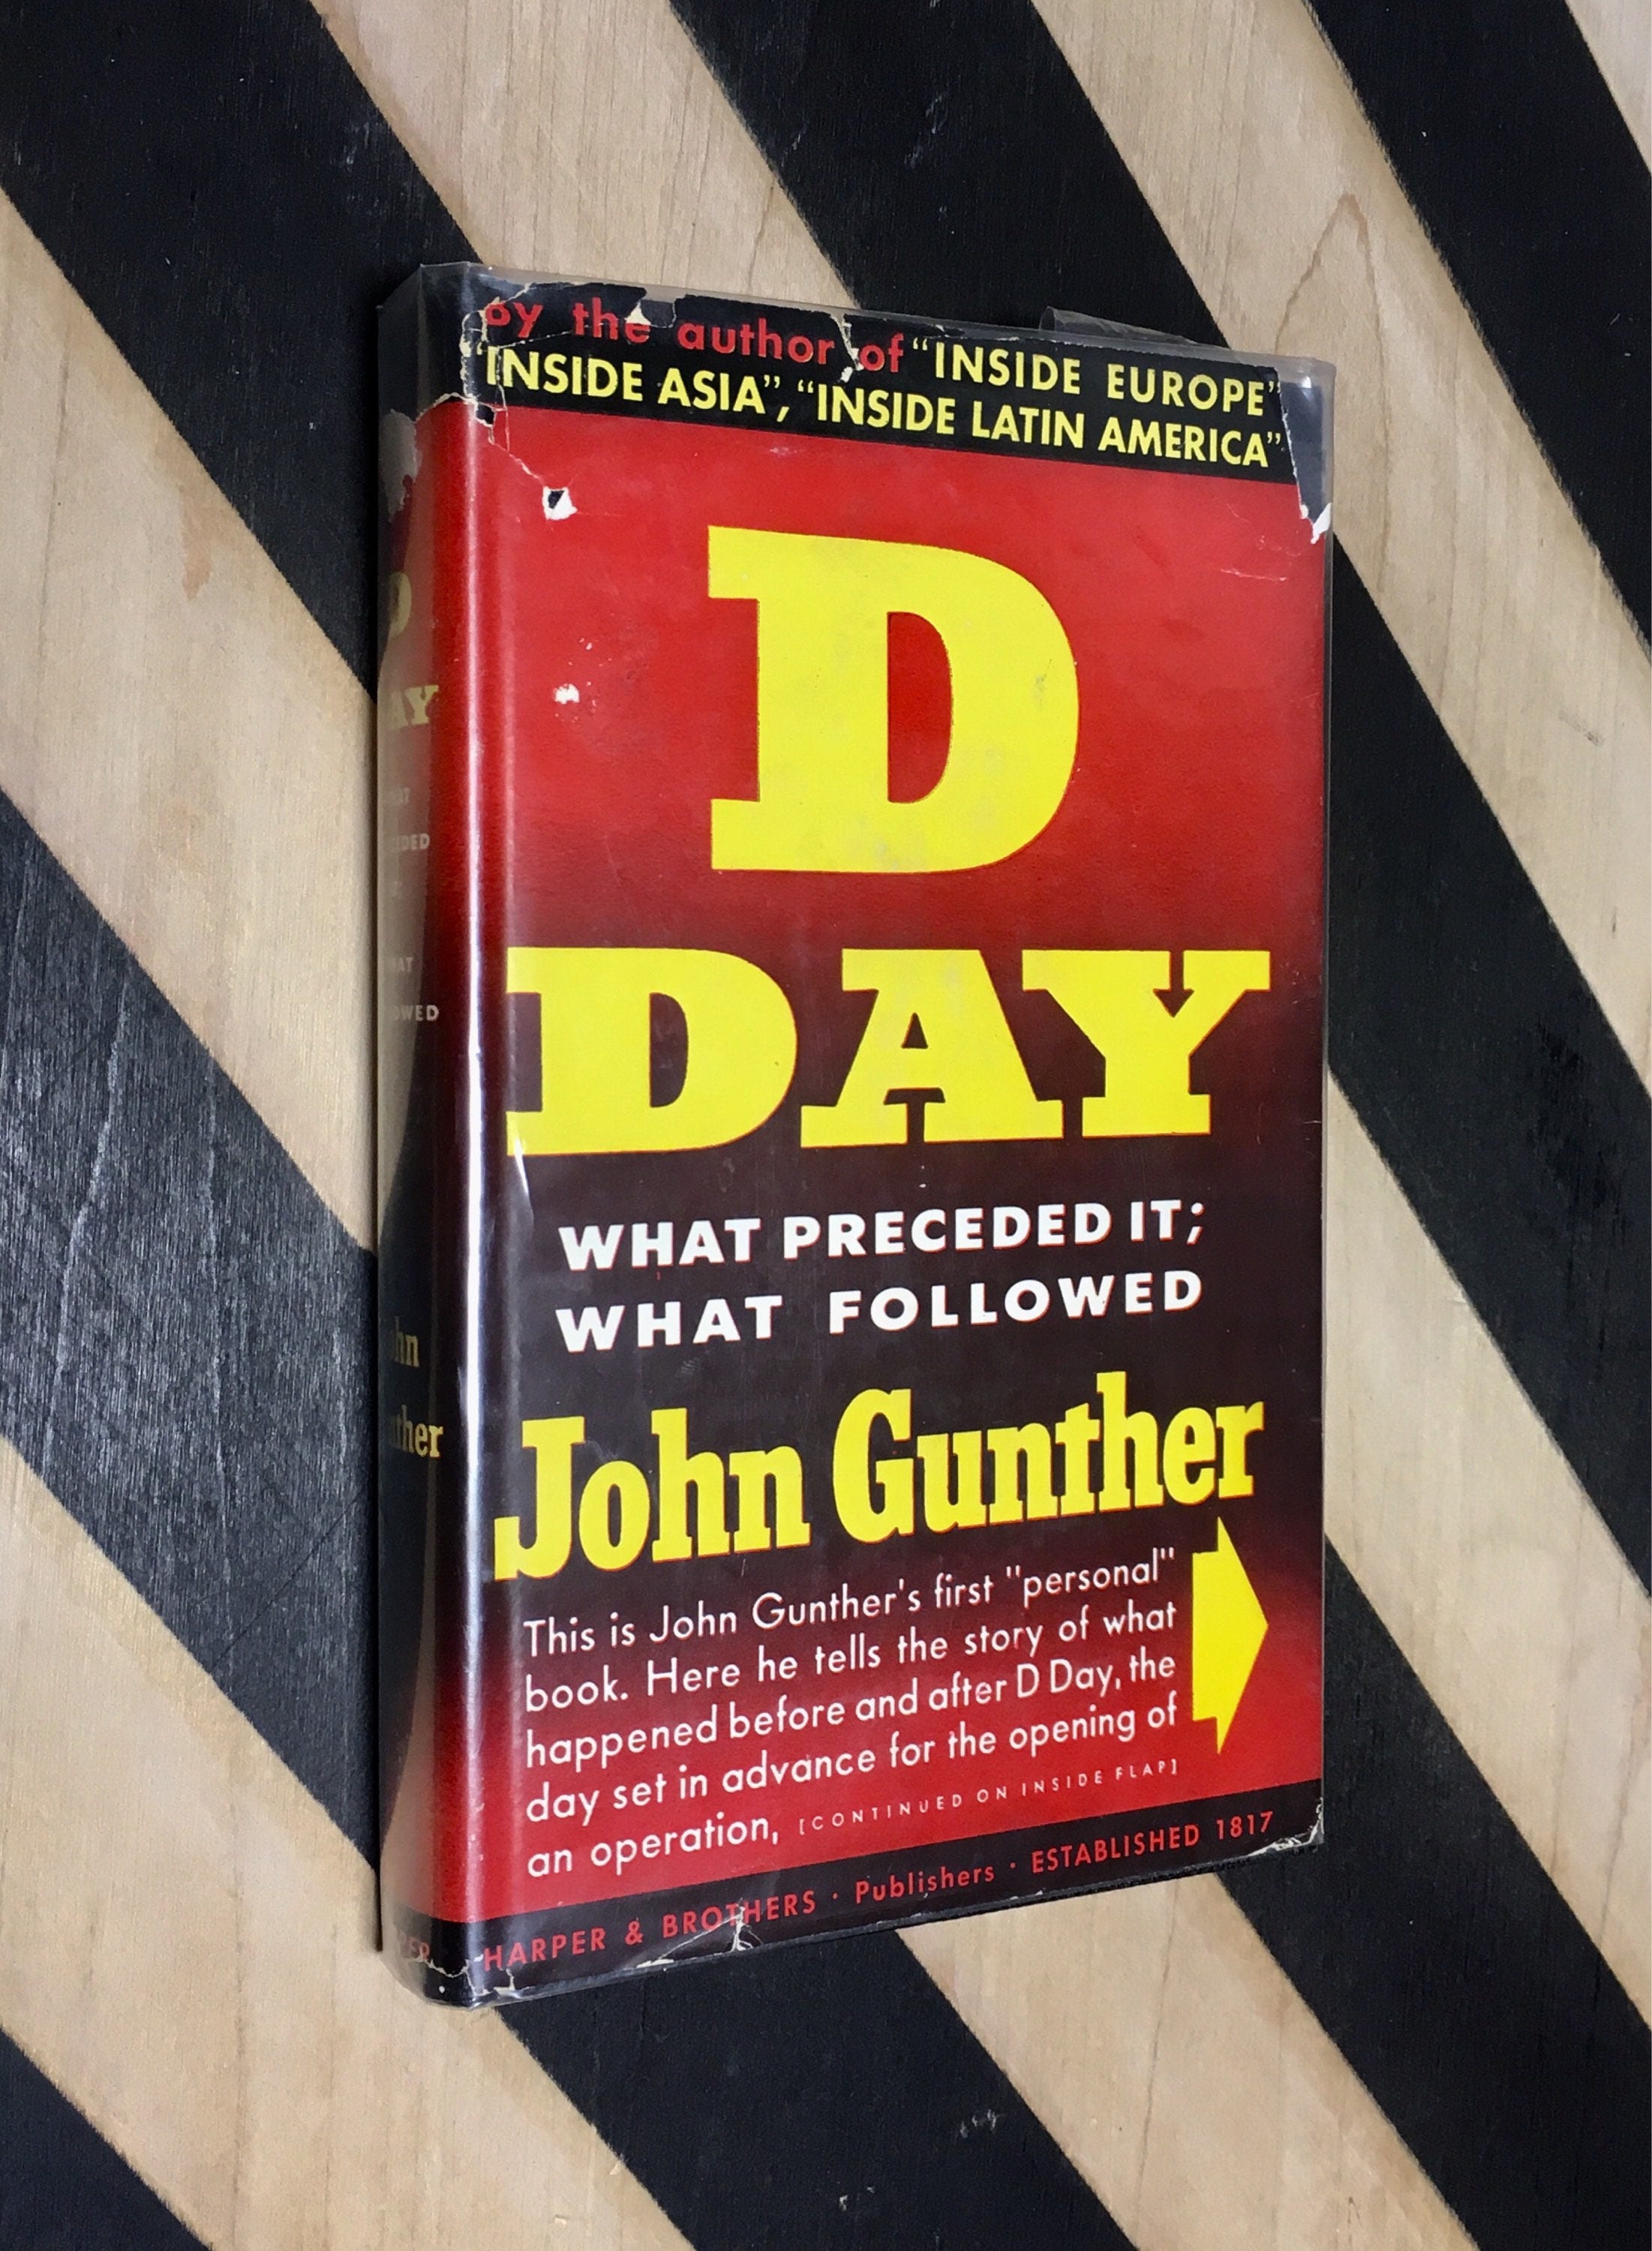 By the author of "INSIDE EUROPE"
"INSIDE ASIA", "INSIDE LATIN AMERICA"
D
DAY
WHAT PRECEDED IT;
WHAT FOLLOWED
John Gunther
This is John Gunther's first "personal"
book. Here he tells the story of what
happened before and after D Day, the
day set in advance for the opening of
an operation, [CONTINUED ON INSIDE FLAP]
HARPER & BROTHERS · Publishers · ESTABLISHED 1817